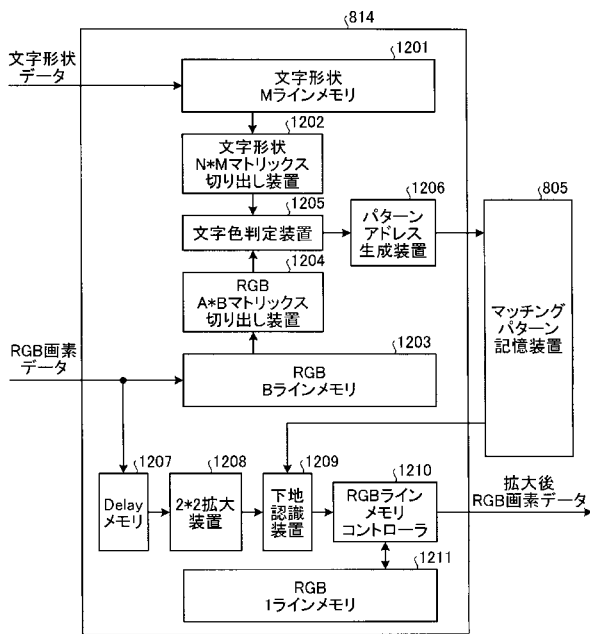 814
文字形状
データ
1201
文字形状
Mラインメモリ
1202
文字形状
N*Mマトリックス
切り出し装置
1205
文字色判定装置
1206
パターン
アドレス
生成装置
805
マッチング
パターン
記憶装置
1204
RGB
A*Bマトリックス
切り出し装置
RGB画素
データ
1203
RGB
Bラインメモリ
1207
Delay
メモリ
1208
2*2拡大
装置
1209
下地
認識
装置
1210
RGBライン
メモリ
コントローラ
拡大後
RGB画素データ
1211
RGB
1ラインメモリ